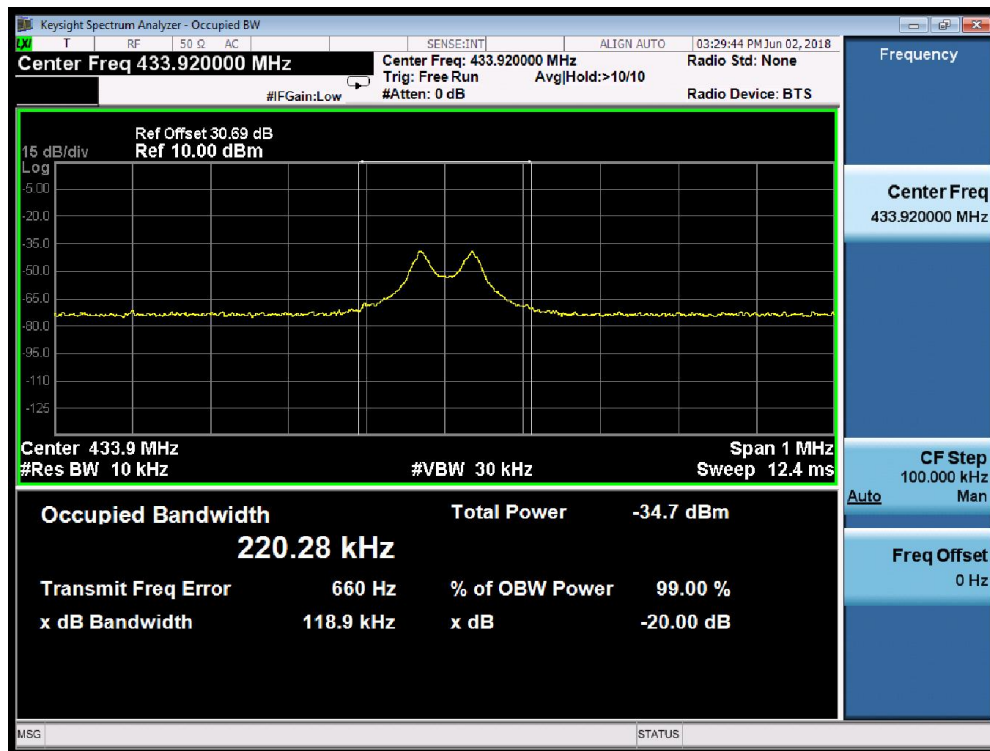 Keysight Spectrum Analyzer - Occupied BW
LXI T RF 50 Ω AC SENSE:INT ALIGN AUTO 03:29:44 PM Jun 02, 2018
Center Freq 433.920000 MHz
Center Freq: 433.920000 MHz Radio Std: None
Trig: Free Run Avg|Hold:>10/10
#IFGain:Low #Atten: 0 dB Radio Device: BTS
Ref Offset 30.69 dB
15 dB/div Ref 10.00 dBm
Log
-5.00
-20.0
-35.0
-50.0
-65.0
-80.0
-95.0
-110
-125
Center 433.9 MHz Span 1 MHz
#Res BW 10 kHz #VBW 30 kHz Sweep 12.4 ms
Occupied Bandwidth Total Power -34.7 dBm
220.28 kHz
Transmit Freq Error 660 Hz % of OBW Power 99.00 %
x dB Bandwidth 118.9 kHz x dB -20.00 dB
Frequency
Center Freq
433.920000 MHz
CF Step
100.000 kHz
Auto Man
Freq Offset
0 Hz
MSG STATUS